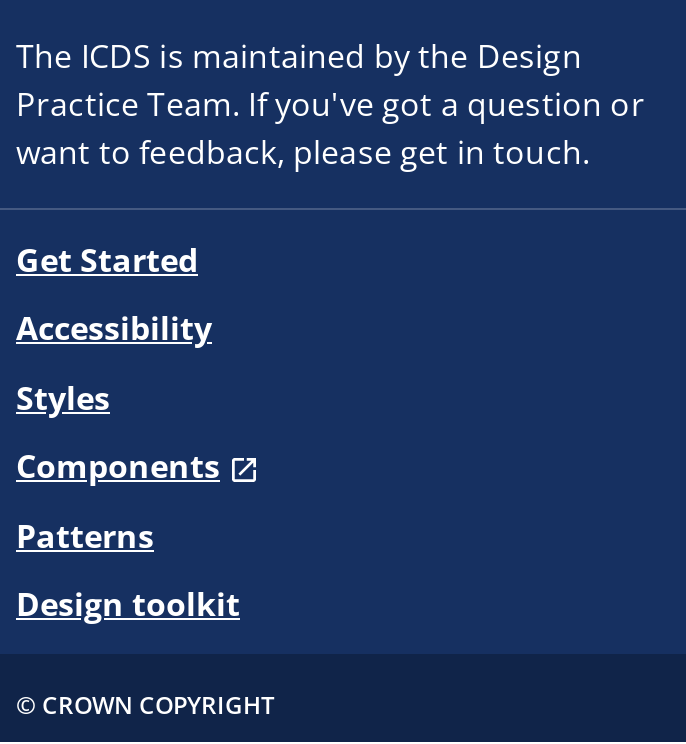 The ICDS is maintained by the Design
Practice Team. If you've got a question or
want to feedback, please get in touch.
Get Started
Accessibility
Styles
Components
Patterns
Design toolkit
© CROWN COPYRIGHT